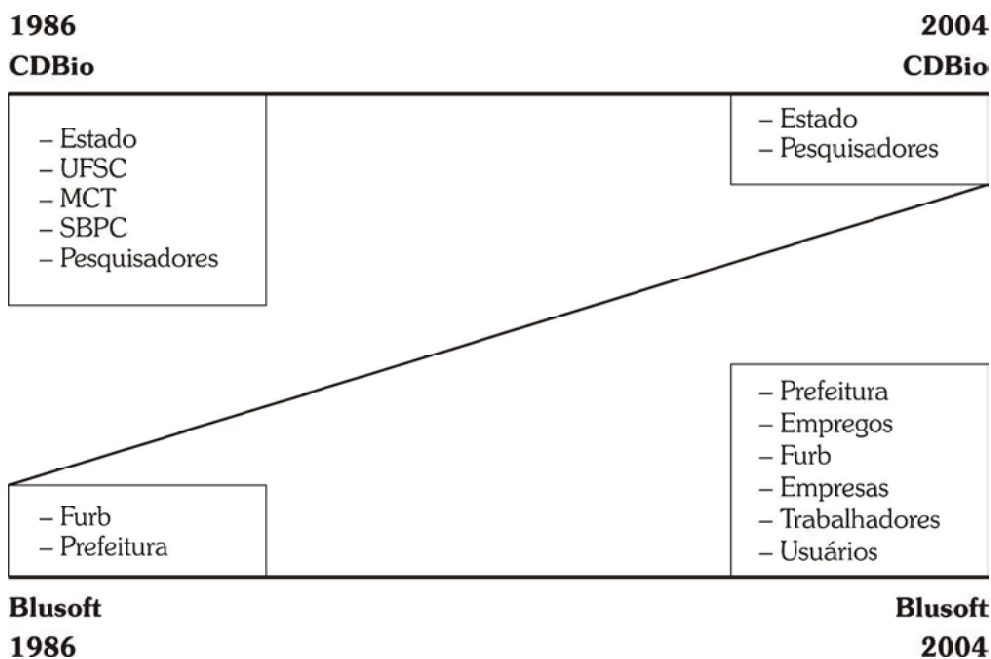 1986
2004
CDBio
CDBio
– Estado
– UFSC
– MCT
– SBPC
– Pesquisadores
– Estado
– Pesquisadores
– Furb
– Prefeitura
– Prefeitura
– Empregos
– Furb
– Empresas
– Trabalhadores
– Usuários
Blusoft
Blusoft
1986
2004